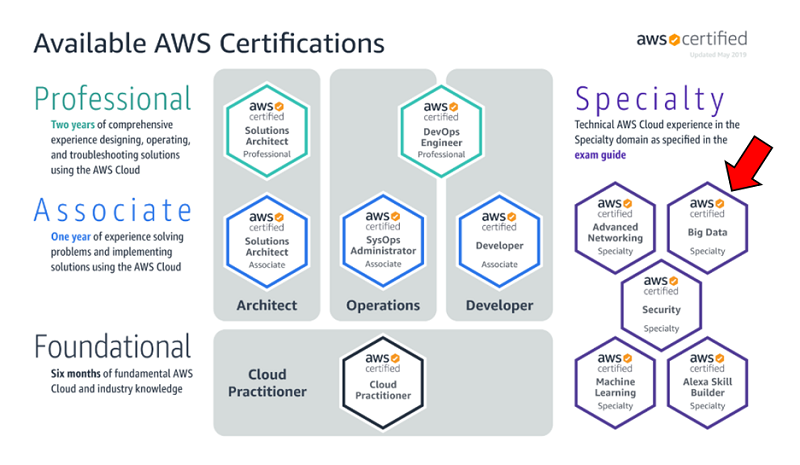 Available AWS Certifications
aws certified
Updated May 2019
Professional
Two years of comprehensive
experience designing, operating,
and troubleshooting solutions
using the AWS Cloud
aws
certified
Solutions
Architect
Professional
aws
certified
DevOps
Engineer
Professional
Associate
One year of experience solving
problems and implementing
solutions using the AWS Cloud
aws
certified
Solutions
Architect
Associate
aws
certified
SysOps
Administrator
Associate
aws
certified
Developer
Associate
Architect
Operations
Developer
Foundational
Six months of fundamental AWS
Cloud and industry knowledge
Cloud
Practitioner
aws
certified
Cloud
Practitioner
Specialty
Technical AWS Cloud experience in the
Specialty domain as specified in the
exam guide
aws
certified
Advanced
Networking
Specialty
aws
certified
Big Data
Specialty
aws
certified
Security
Specialty
aws
certified
Machine
Learning
Specialty
aws
certified
Alexa Skill
Builder
Specialty